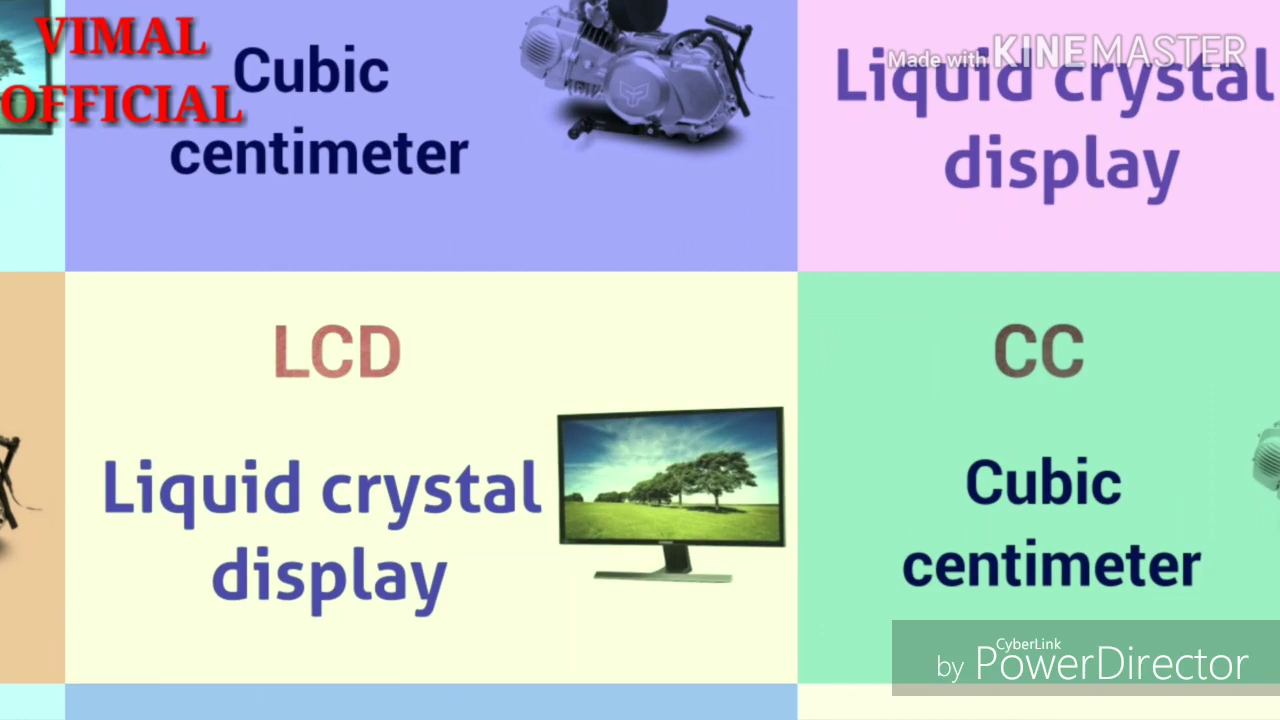 VIMAL
OFFICIAL
Cubic
centimeter
Made with KINEMASTER
Liquid crystal
display
LCD
Liquid crystal
display
CC
Cubic
centimeter
CyberLink
by PowerDirector